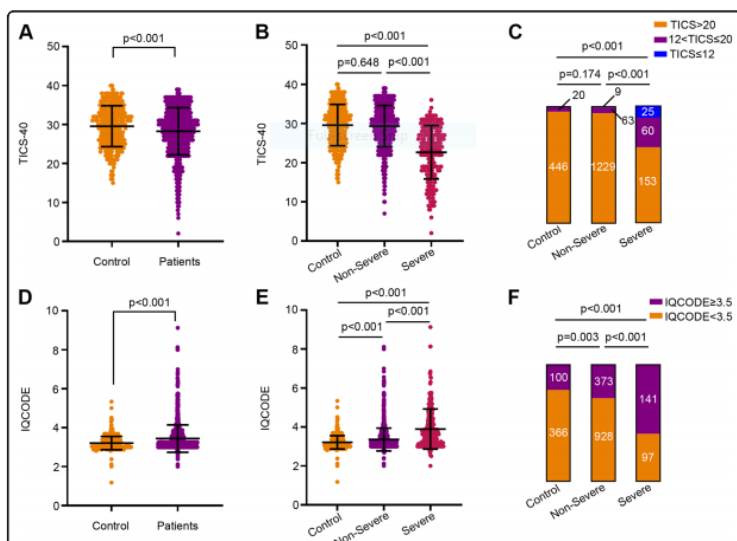 A
p<0.001
TICS-40
50
40
30
20
10
0
Control
Patients
B
p<0.001
p=0.648
p<0.001
TICS-40
50
40
30
20
10
0
Control
Non-Severe
Severe
C
TICS>20
12<TICS≤20
TICS≤12
p<0.001
p=0.174
p<0.001
20
9
63
25
60
446
1229
153
Control
Non-Severe
Severe
D
p<0.001
IQCODE
10
8
6
4
2
0
Control
Patients
E
p<0.001
p<0.001
p<0.001
IQCODE
10
8
6
4
2
0
Control
Non-Severe
Severe
F
IQCODE≥3.5
IQCODE<3.5
p<0.001
p=0.003
p<0.001
100
373
141
366
928
97
Control
Non-Severe
Severe